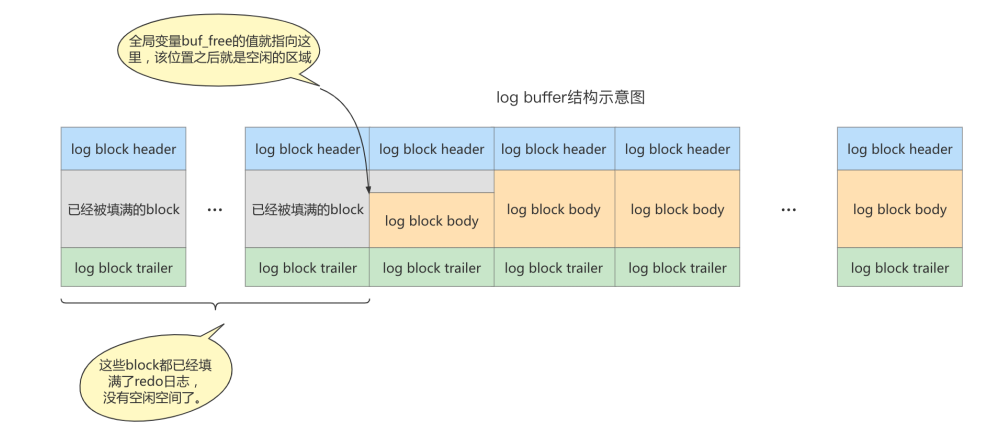 全局变量buf_free的值就指向这
里，该位置之后就是空闲的区域
log buffer结构示意图
log block header
log block header
log block header
log block header
log block header
log block header
已经被填满的block
...
已经被填满的block
log block body
log block body
log block body
...
log block body
log block trailer
log block trailer
log block trailer
log block trailer
log block trailer
log block trailer
这些block都已经填
满了redo日志，
没有空闲空间了。